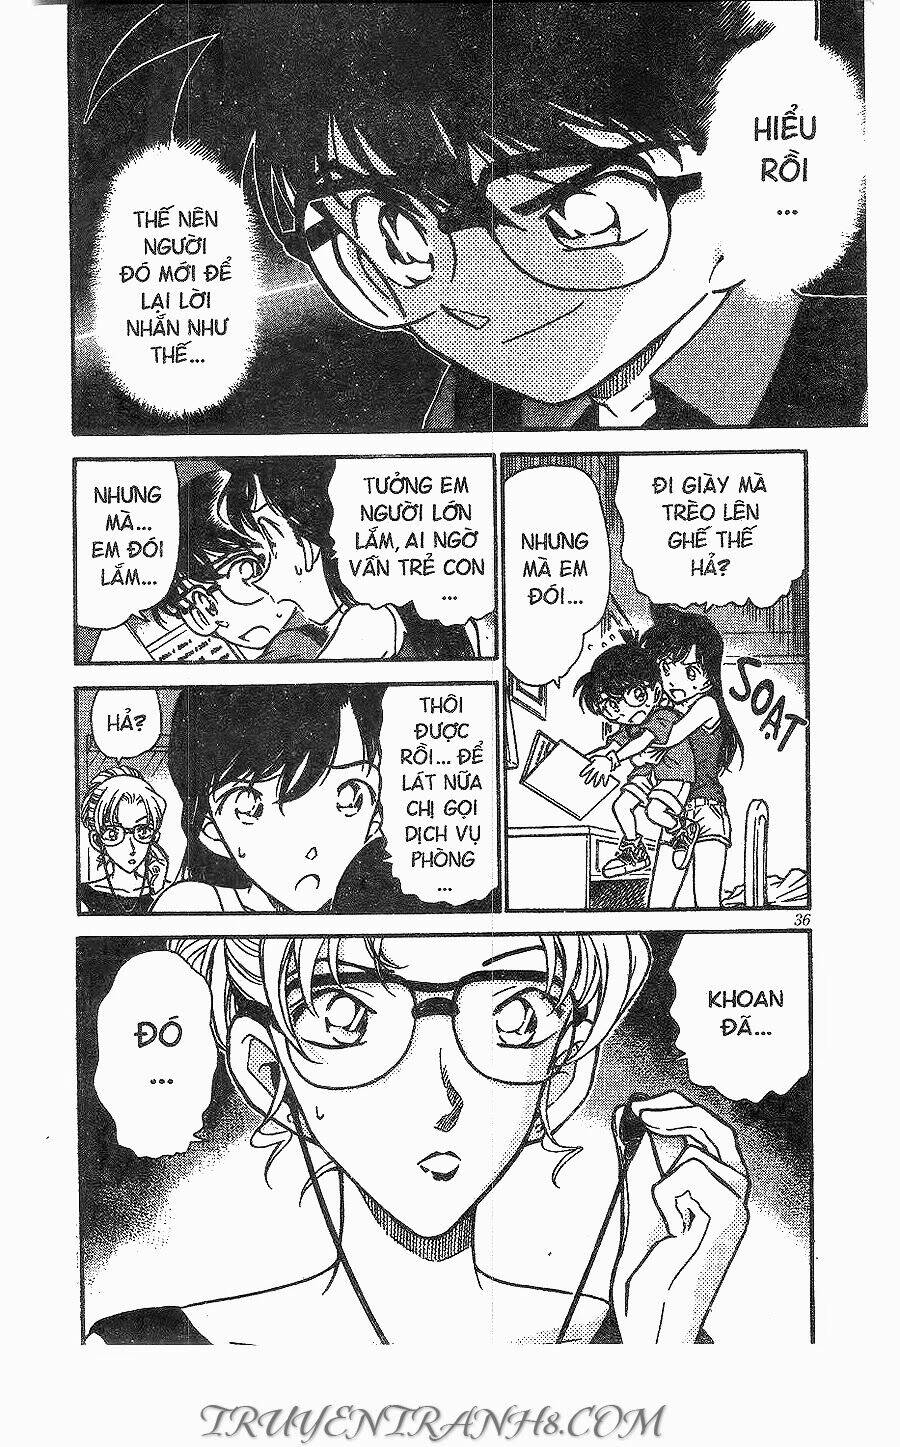 HIỂU
RỒI
...
THẾ NÊN
NGƯỜI
ĐÓ MỚI ĐỂ
LẠI LỜI
NHẮN NHƯ
THẾ...
ĐI GIÀY MÀ
TRÈO LÊN
GHẾ THẾ
HẢ?
NHƯNG
MÀ EM
ĐÓI...
SOẠT
TƯỞNG EM
NGƯỜI LỚN
LẮM, AI NGỜ
VẪN TRẺ CON
...
NHƯNG
MÀ...
EM ĐÓI
LẮM...
THÔI
ĐƯỢC
RỒI... ĐỂ
LÁT NỮA
CHỊ GỌI
DỊCH VỤ
PHÒNG
...
HẢ?
36
KHOAN
ĐÃ...
ĐÓ
...
TRUYENTRANH8.COM